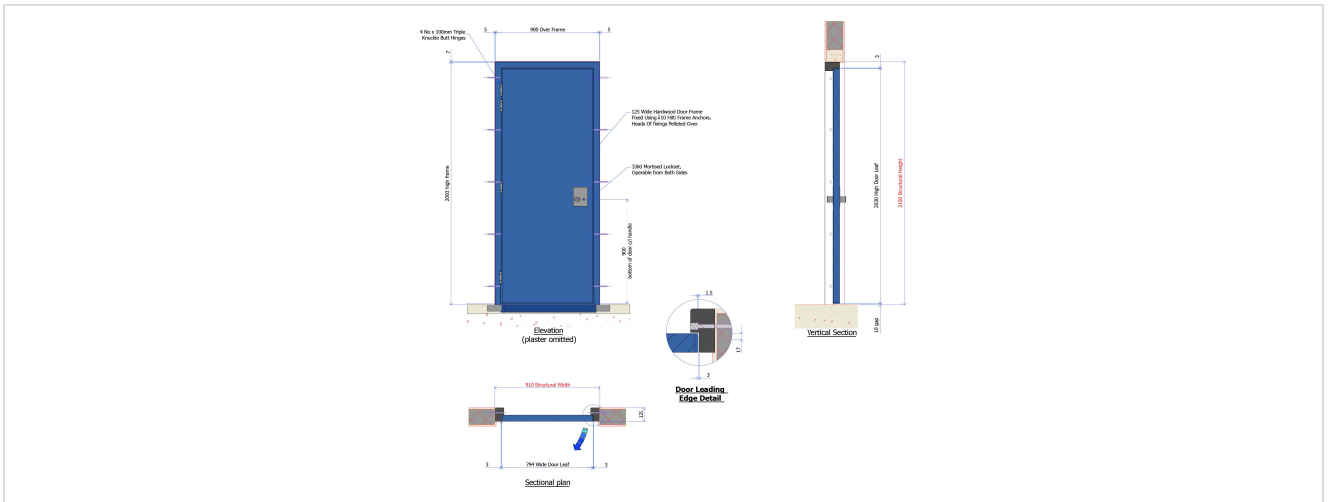 4 No x 100mm Triple
Knuckle Butt Hinges
5
900 Over Frame
5
7
2093 high frame
125 Wide Hardwood Door Frame
Fixed Using 10 Hilti Frame Anchors.
Heads Of fixings Pelleted Over.
3360 Mortised Lockset,
Operable from Both Sides
900
bottom of door c/l handle
Elevation
(plaster omitted)
3
2030 High Door Leaf
2100 Structural Height
10 gap
Vertical Section
1.5
17
3
Door Leading
Edge Detail
910 Structural Width
125
3
794 Wide Door Leaf
3
Sectional plan